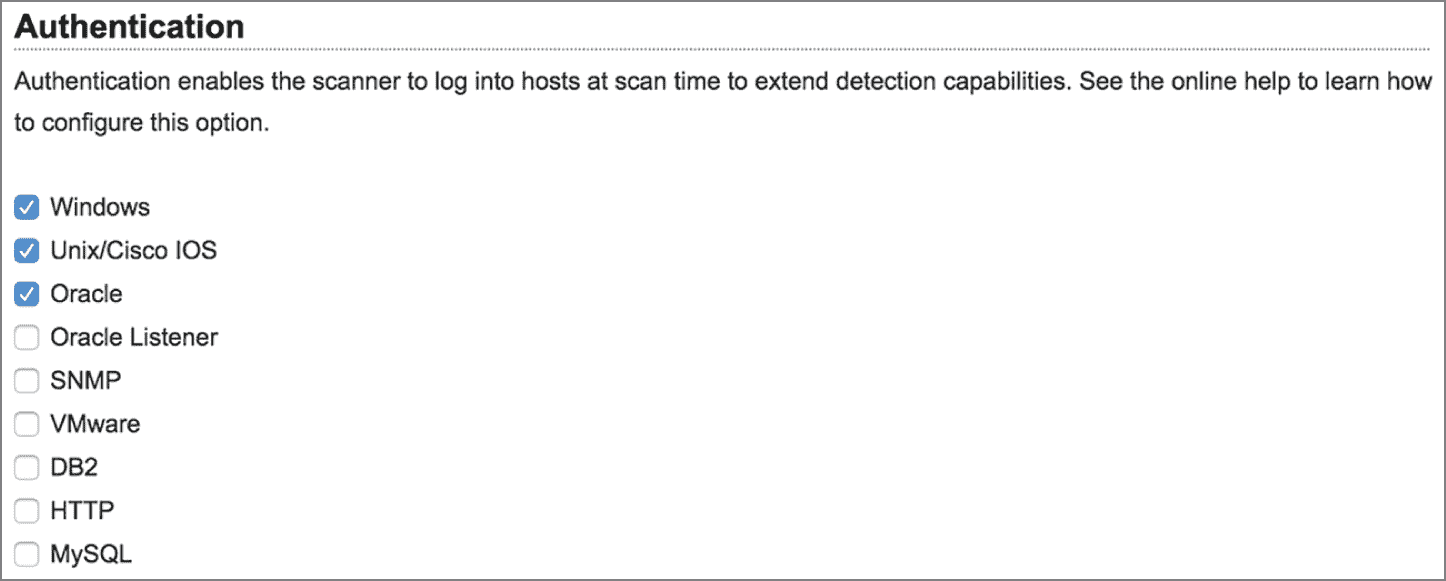 Authentication
Authentication enables the scanner to log into hosts at scan time to extend detection capabilities. See the online help to learn how
to configure this option.
Windows
Unix/Cisco IOS
Oracle
Oracle Listener
SNMP
VMware
DB2
HTTP
MySQL